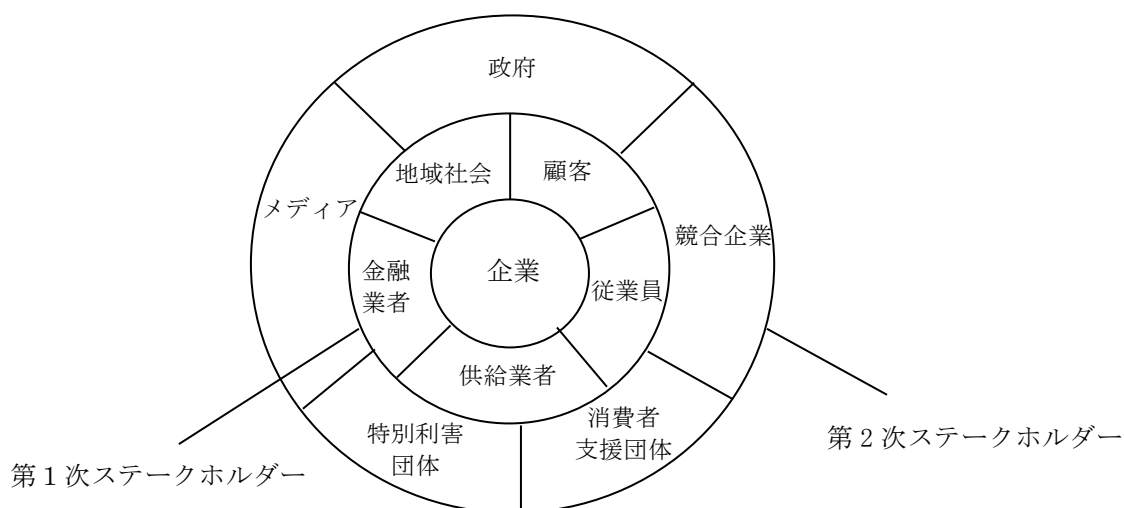 政府
地域社会
顧客
メディア
競合企業
金融
業者
企業
従業員
供給業者
消費者
支援団体
特別利害
団体
第2次ステークホルダー
第1次ステークホルダー